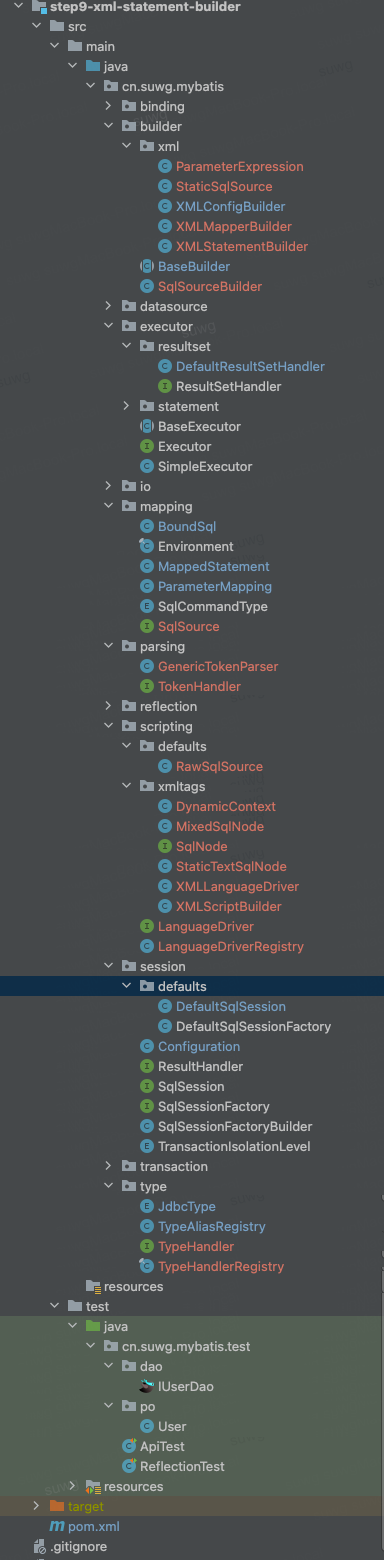 step9-xml-statement-builder
src
main
java
cn.suwg.mybatis
binding
builder
xml
ParameterExpression
StaticSqlSource
XMLConfigBuilder
XMLMapperBuilder
XMLStatementBuilder
BaseBuilder
SqlSourceBuilder
datasource
executor
resultset
DefaultResultSetHandler
ResultSetHandler
statement
BaseExecutor
Executor
SimpleExecutor
io
mapping
BoundSql
Environment
MappedStatement
ParameterMapping
SqlCommandType
SqlSource
parsing
GenericTokenParser
TokenHandler
reflection
scripting
defaults
RawSqlSource
xmltags
DynamicContext
MixedSqlNode
SqlNode
StaticTextSqlNode
XMLLanguageDriver
XMLScriptBuilder
LanguageDriver
LanguageDriverRegistry
session
defaults
DefaultSqlSession
DefaultSqlSessionFactory
Configuration
ResultHandler
SqlSession
SqlSessionFactory
SqlSessionFactoryBuilder
TransactionIsolationLevel
transaction
type
JdbcType
TypeAliasRegistry
TypeHandler
TypeHandlerRegistry
resources
test
java
cn.suwg.mybatis.test
dao
IUserDao
po
User
ApiTest
ReflectionTest
resources
target
pom.xml
.gitignore